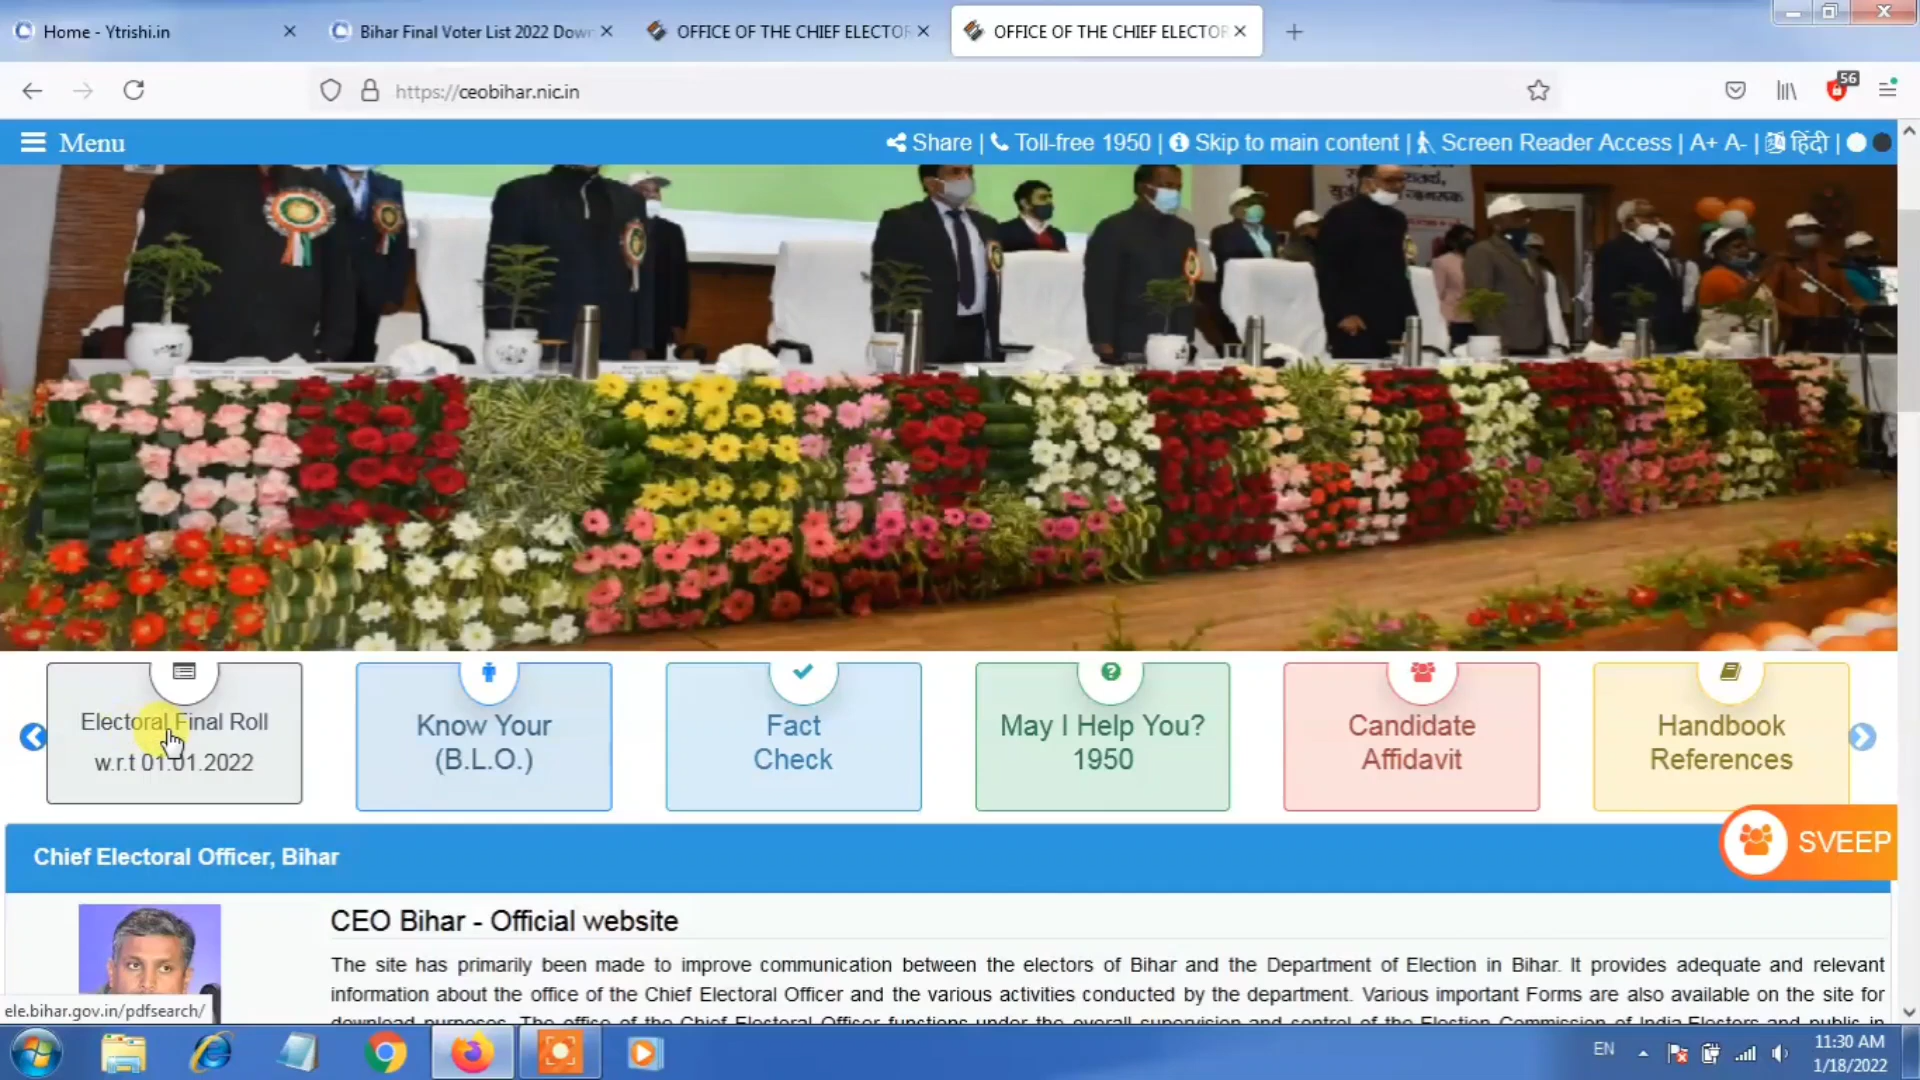 Home - Ytrishi.in
Bihar Final Voter List 2022 Dow
OFFICE OF THE CHIEF ELECTOR
OFFICE OF THE CHIEF ELECTOR
https://ceobihar.nic.in
56
Menu
Share | Toll-free 1950 | Skip to main content | Screen Reader Access | A+ A- | हिंदी |
Electoral Final Roll
w.r.t 01.01.2022
Know Your
(B.L.O.)
Fact
Check
May I Help You?
1950
Candidate
Affidavit
Handbook
References
SVEEP
Chief Electoral Officer, Bihar
CEO Bihar - Official website
The site has primarily been made to improve communication between the electors of Bihar and the Department of Election in Bihar. It provides adequate and relevant
information about the office of the Chief Electoral Officer and the various activities conducted by the department. Various important Forms are also available on the site for
download purposes. The office of the Chief Electoral Officer functions under the overall supervision and control of the Election Commission of India.Electors and public in
ele.bihar.gov.in/pdfsearch/
EN
11:30 AM
1/18/2022